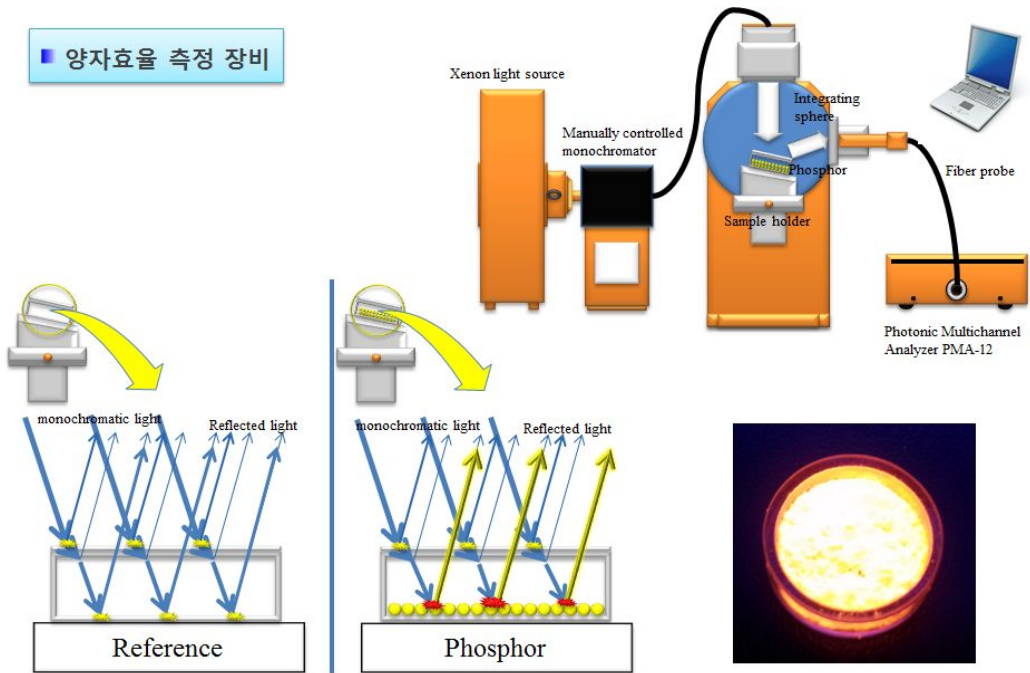 양자효율 측정 장비
Xenon light source
Manually controlled
monochromator
Integrating
sphere
Phosphor
Sample holder
Fiber probe
Photonic Multichannel
Analyzer PMA-12
monochromatic light
Reflected light
Reference
monochromatic light
Reflected light
Phosphor